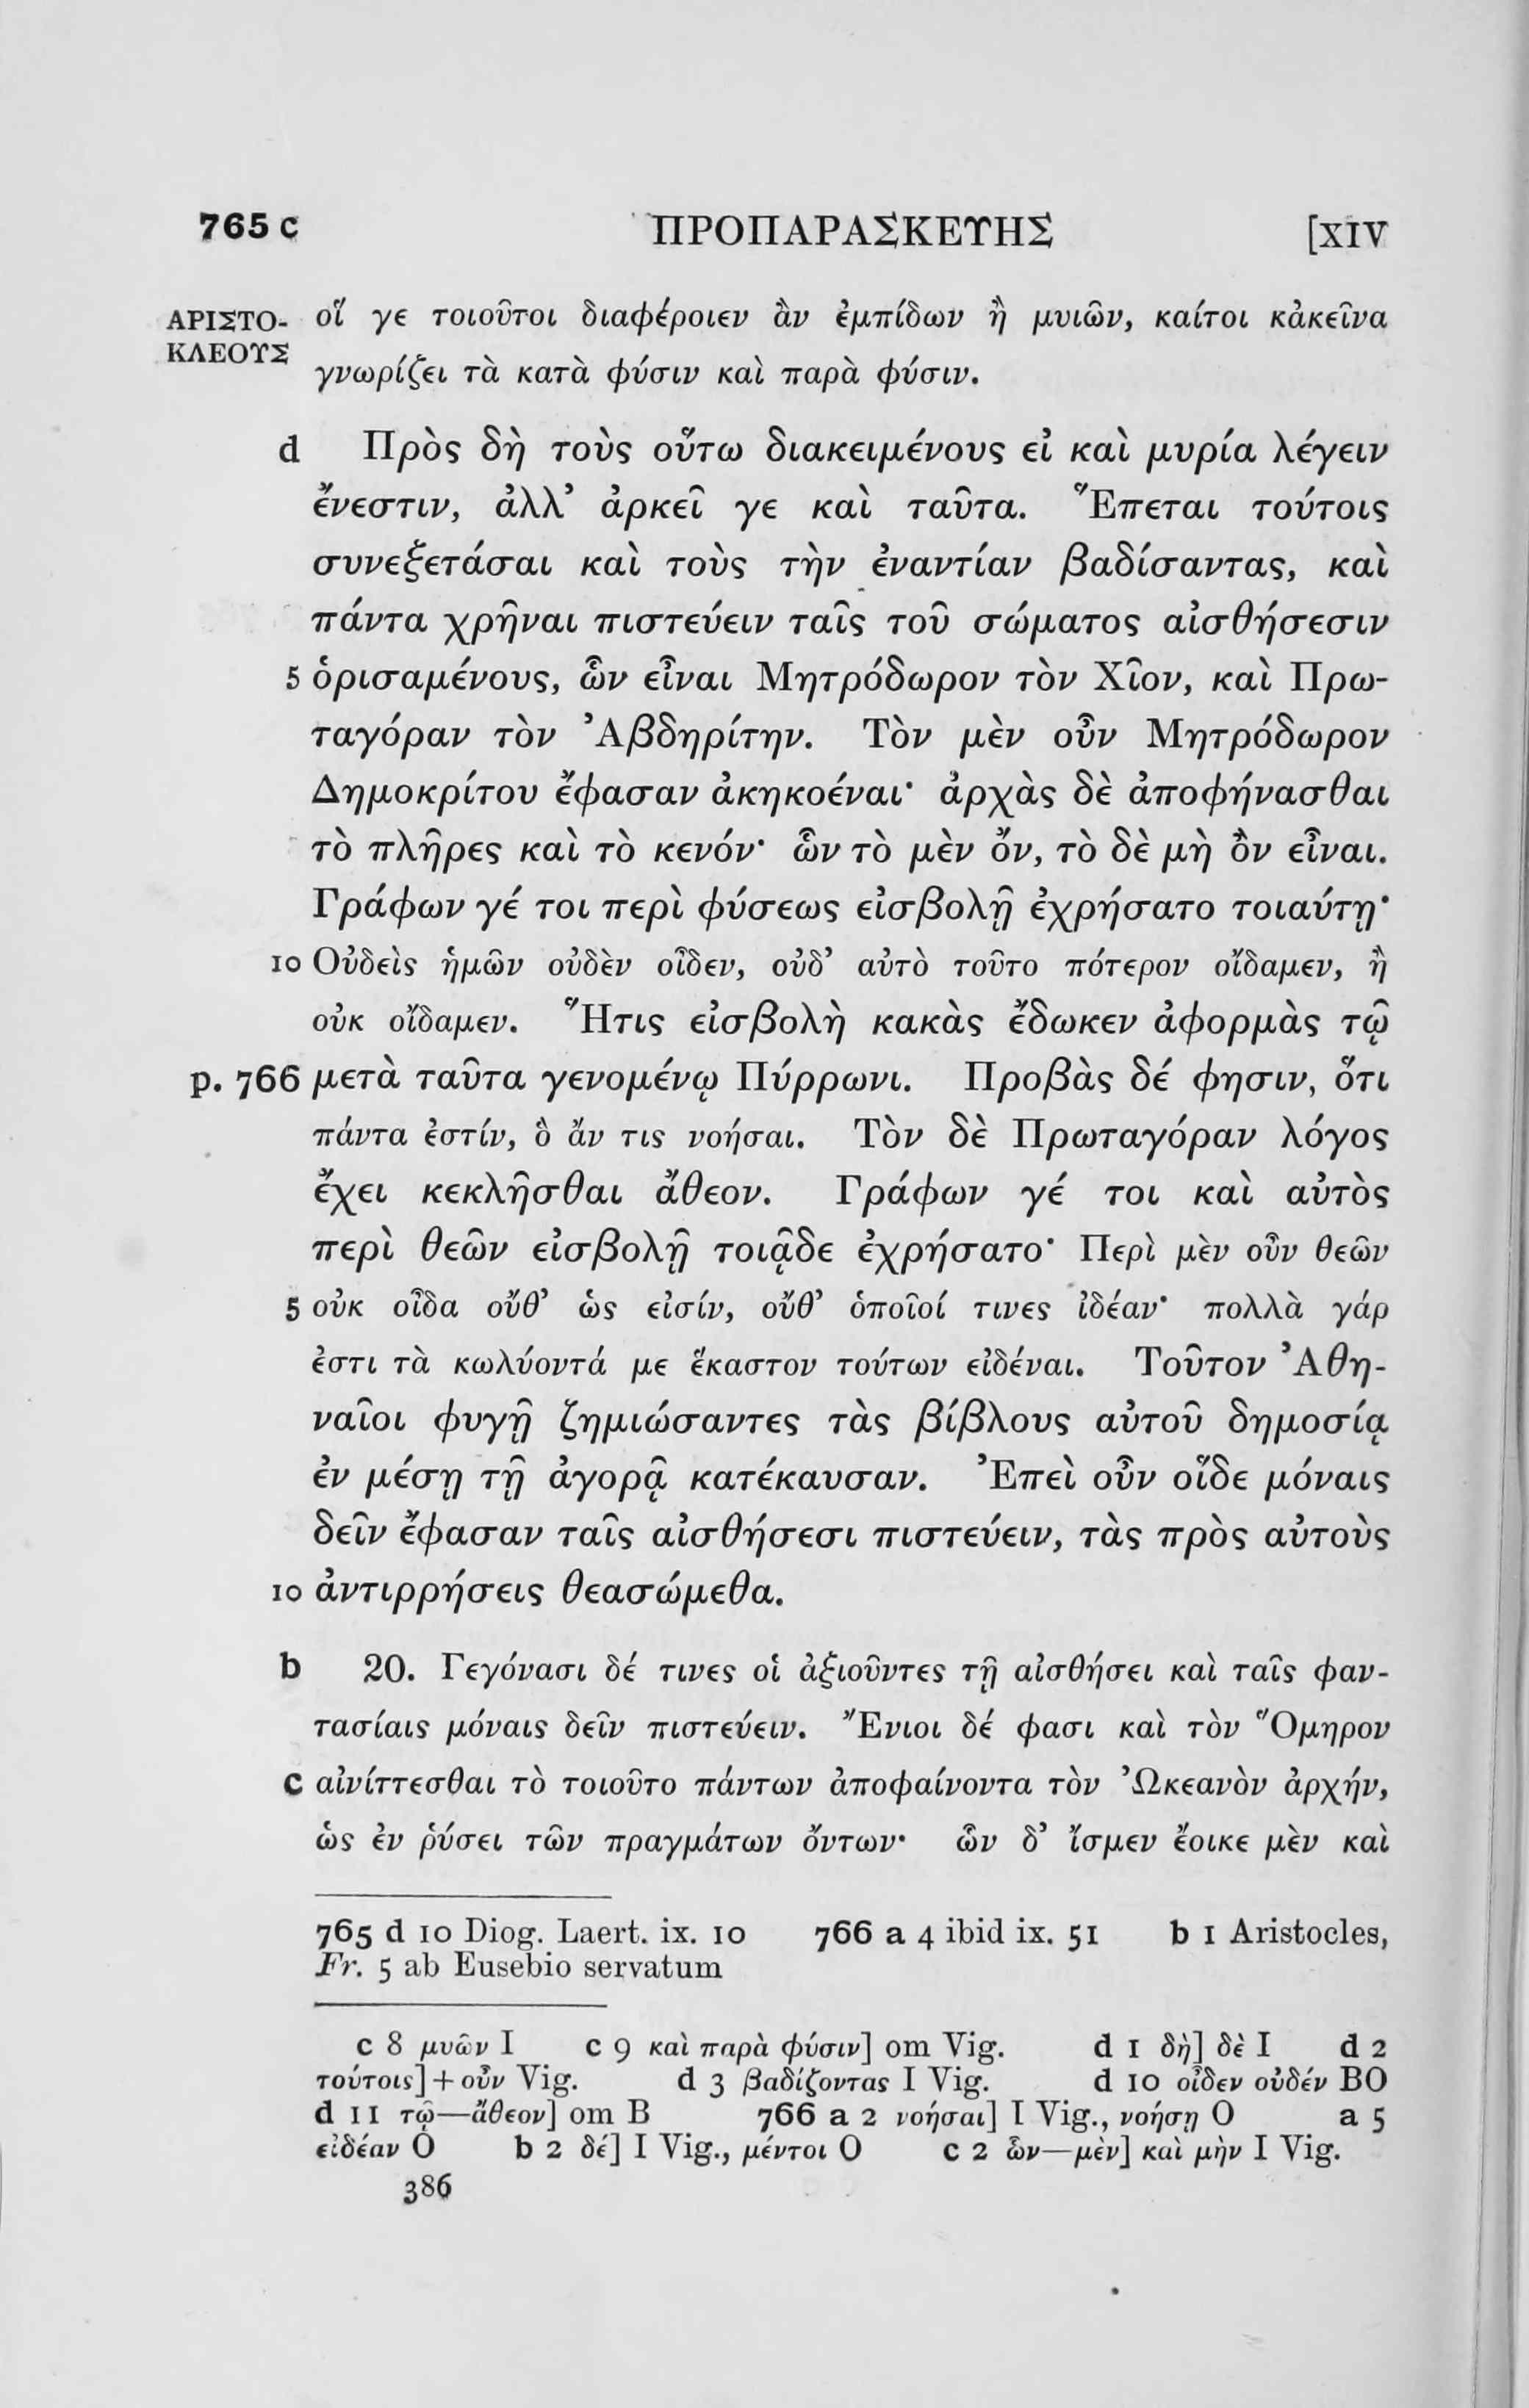 765 c ΠΡΟΠΑΡΑΣΚΕΥΗΣ [XIV
ΑΡΙΣΤΟ- οἵ γε τοιοῦτοι διαφέροιεν ἂν ἐμπίδων ἢ μυιῶν, καίτοι κἀκεῖνα
ΚΛΕΟΥΣ γνωρίζει τὰ κατὰ φύσιν καὶ παρὰ φύσιν.
d Πρὸς δὴ τοὺς οὕτω διακειμένους εἰ καὶ μυρία λέγειν
ἔνεστιν, ἀλλ’ ἀρκεῖ γε καὶ ταῦτα. Ἕπεται τούτοις
συνεξετάσαι καὶ τοὺς τὴν ἐναντίαν βαδίσαντας, καὶ
πάντα χρῆναι πιστεύειν ταῖς τοῦ σώματος αἰσθήσεσιν
5 ὁρισαμένους, ὧν εἶναι Μητρόδωρον τὸν Χῖον, καὶ Πρω-
ταγόραν τὸν Ἀβδηρίτην. Τὸν μὲν οὖν Μητρόδωρον
Δημοκρίτου ἔφασαν ἀκηκοέναι· ἀρχὰς δὲ ἀποφήνασθαι
τὸ πλῆρες καὶ τὸ κενόν· ὧν τὸ μὲν ὄν, τὸ δὲ μὴ ὂν εἶναι.
Γράφων γέ τοι περὶ φύσεως εἰσβολῇ ἐχρήσατο τοιαύτῃ·
10 Οὐδεὶς ἡμῶν οὐδὲν οἶδεν, οὐδ’ αὐτὸ τοῦτο πότερον οἴδαμεν, ἢ
οὐκ οἴδαμεν. Ἥτις εἰσβολὴ κακὰς ἔδωκεν ἀφορμὰς τῷ
p. 766 μετὰ ταῦτα γενομένῳ Πύρρωνι. Προβὰς δέ φησιν, ὅτι
πάντα ἐστίν, ὃ ἄν τις νοήσαι. Τὸν δὲ Πρωταγόραν λόγος
ἔχει κεκλῆσθαι ἄθεον. Γράφων γέ τοι καὶ αὐτὸς
περὶ θεῶν εἰσβολῇ τοιᾷδε ἐχρήσατο· Περὶ μὲν οὖν θεῶν
5 οὐκ οἶδα οὔθ’ ὡς εἰσίν, οὔθ’ ὁποῖοί τινες ἰδέαν· πολλὰ γάρ
ἐστι τὰ κωλύοντά με ἕκαστον τούτων εἰδέναι. Τοῦτον Ἀθη-
ναῖοι φυγῇ ζημιώσαντες τὰς βίβλους αὐτοῦ δημοσίᾳ
ἐν μέσῃ τῇ ἀγορᾷ κατέκαυσαν. Ἐπεὶ οὖν οἵδε μόναις
δεῖν ἔφασαν ταῖς αἰσθήσεσι πιστεύειν, τὰς πρὸς αὐτοὺς
10 ἀντιρρήσεις θεασώμεθα.
b 20. Γεγόνασι δέ τινες οἱ ἀξιοῦντες τῇ αἰσθήσει καὶ ταῖς φαν-
τασίαις μόναις δεῖν πιστεύειν. Ἔνιοι δέ φασι καὶ τὸν Ὅμηρον
c αἰνίττεσθαι τὸ τοιοῦτο πάντων ἀποφαίνοντα τὸν Ὠκεανὸν ἀρχήν,
ὡς ἐν ῥύσει τῶν πραγμάτων ὄντων· ὧν δ’ ἴσμεν ἔοικε μὲν καὶ
765 d 10 Diog. Laert. ix. 10 766 a 4 ibid ix. 51 b 1 Aristocles,
Fr. 5 ab Eusebio servatum
c 8 μυῶν I c 9 καὶ παρὰ φύσιν] om Vig. d 1 δὴ] δὲ I d 2
τούτοις] + οὖν Vig. d 3 βαδίζοντας I Vig. d 10 οἶδεν οὐδέν BO
d 11 τῷ—ἄθεον] om B 766 a 2 νοήσαι] I Vig., νοήσῃ O a 5
εἰδέαν O b 2 δέ] I Vig., μέντοι O c 2 ὧν—μὲν] καὶ μὴν I Vig.
386